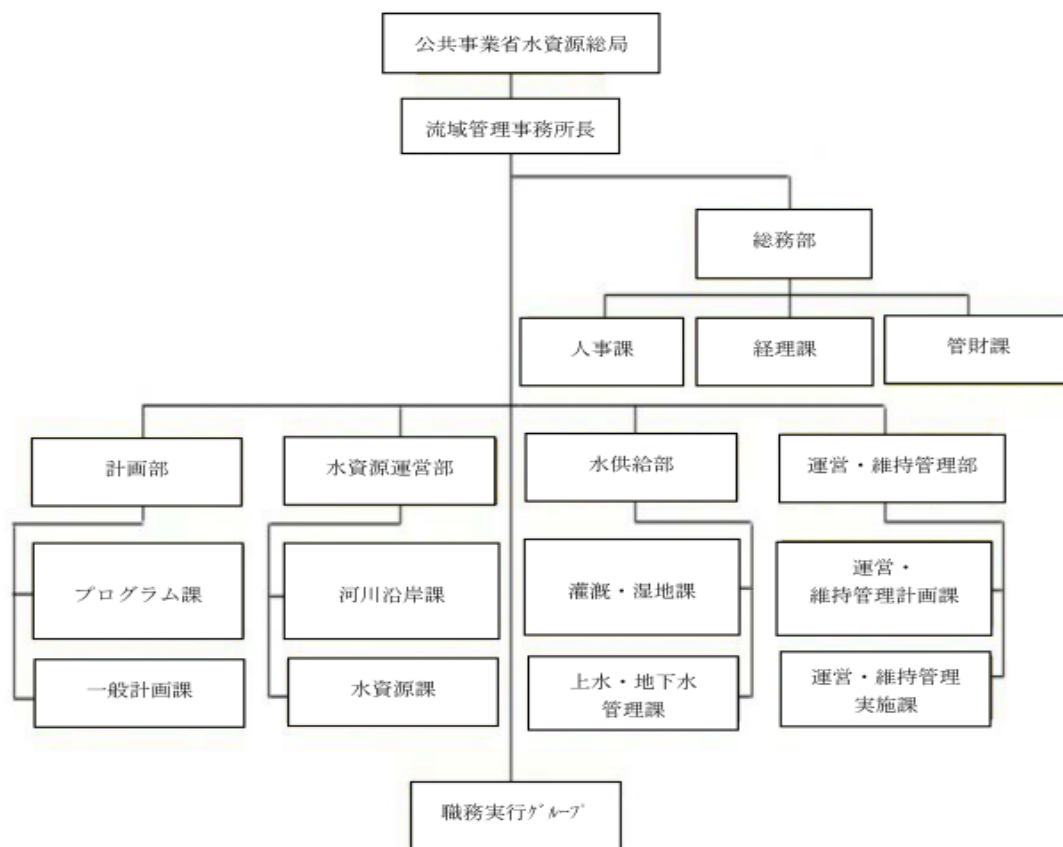 公共事業省水資源総局
流域管理事務所長
総務部
人事課
経理課
管財課
計画部
水資源運営部
水供給部
運営・維持管理部
プログラム課
河川沿岸課
灌漑・湿地課
運営・
維持管理計画課
一般計画課
水資源課
上水・地下水
管理課
運営・維持管理
実施課
職務実行ｸﾞﾙｰﾌﾟ